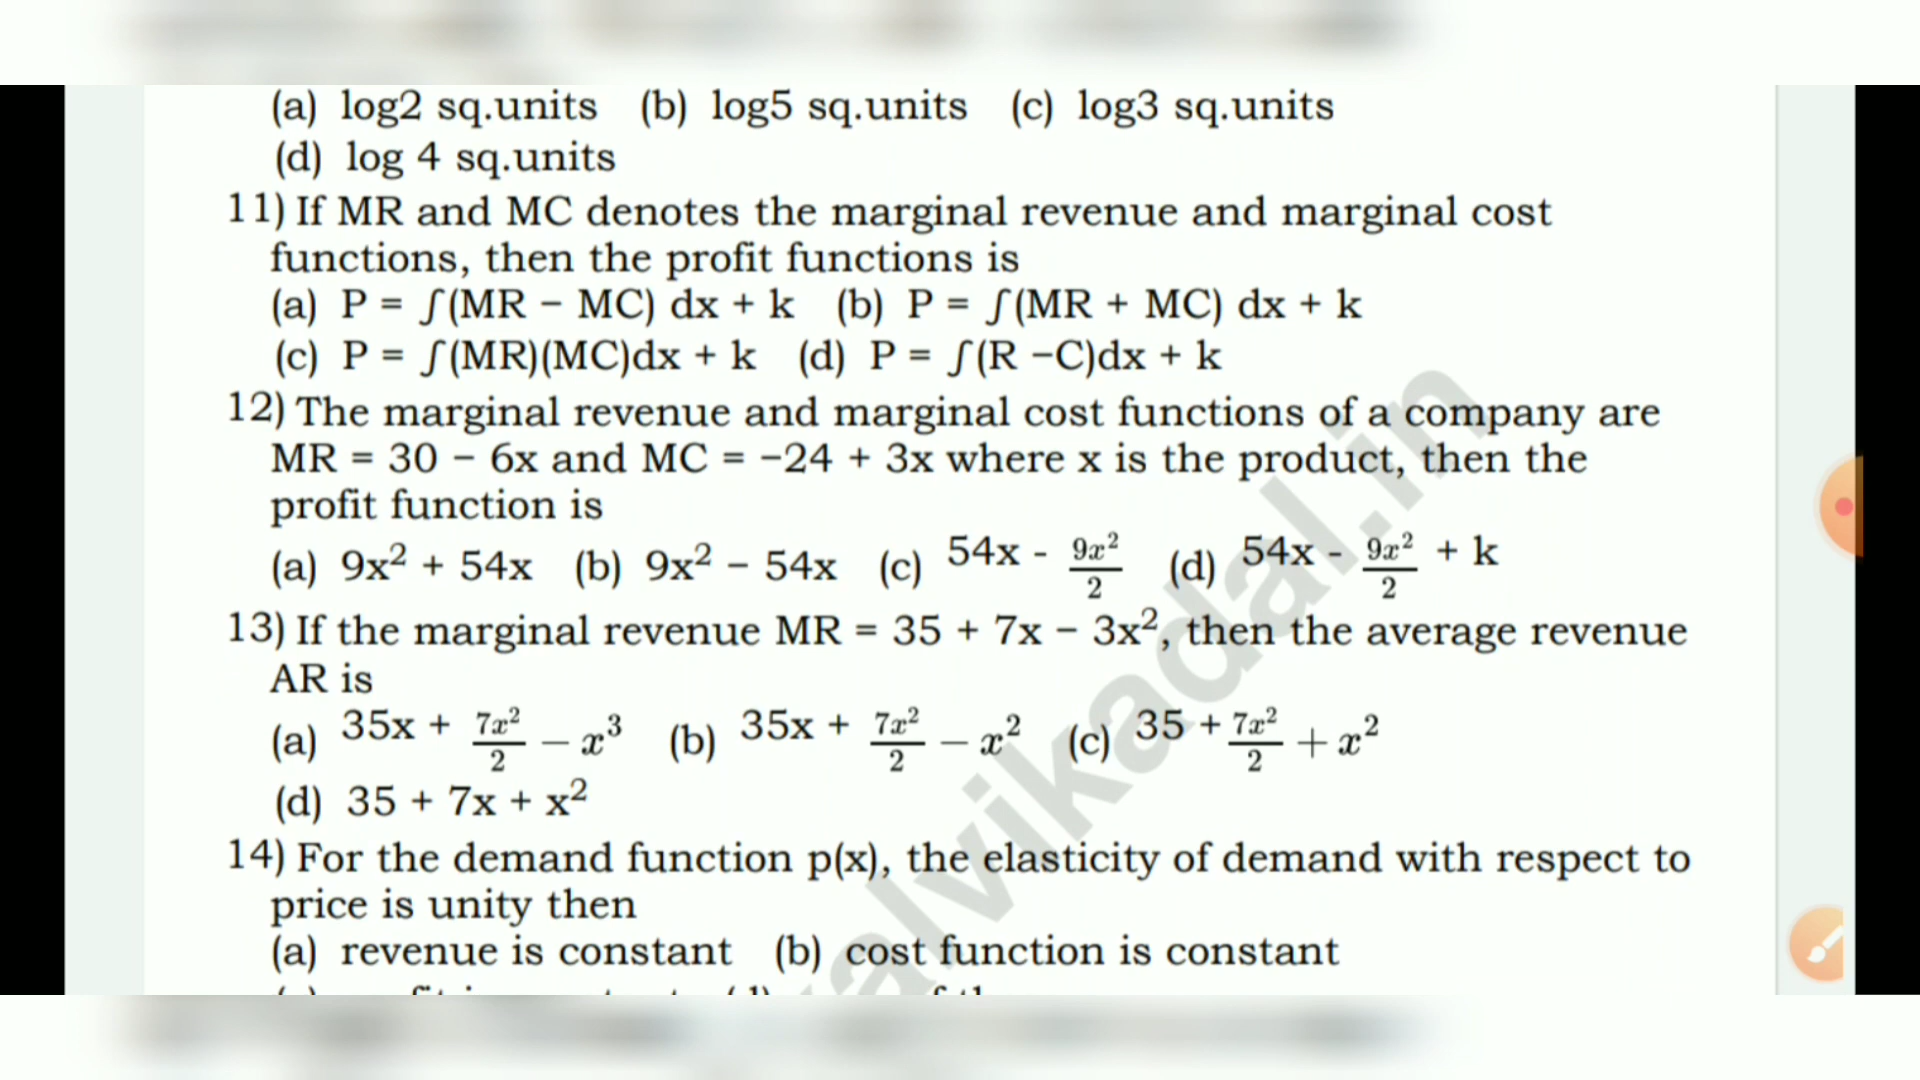 (a) log2 sq.units (b) log5 sq.units (c) log3 sq.units
(d) log 4 sq.units
11) If MR and MC denotes the marginal revenue and marginal cost
functions, then the profit functions is
(a) P = ∫(MR − MC) dx + k (b) P = ∫(MR + MC) dx + k
(c) P = ∫(MR)(MC)dx + k (d) P = ∫(R −C)dx + k
12) The marginal revenue and marginal cost functions of a company are
MR = 30 − 6x and MC = −24 + 3x where x is the product, then the
profit function is
(a) 9x² + 54x (b) 9x² − 54x (c) 54x - 9x²/2 (d) 54x - 9x²/2 + k
13) If the marginal revenue MR = 35 + 7x − 3x², then the average revenue
AR is
(a) 35x + 7x²/2 − x³ (b) 35x + 7x²/2 − x² (c) 35 + 7x²/2 + x²
(d) 35 + 7x + x²
14) For the demand function p(x), the elasticity of demand with respect to
price is unity then
(a) revenue is constant (b) cost function is constant
alvikadal.in